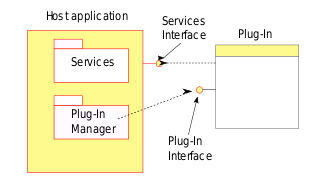 Host application
Services
Interface
Plug-In
Services
Plug-In
Manager
Plug-In
Interface